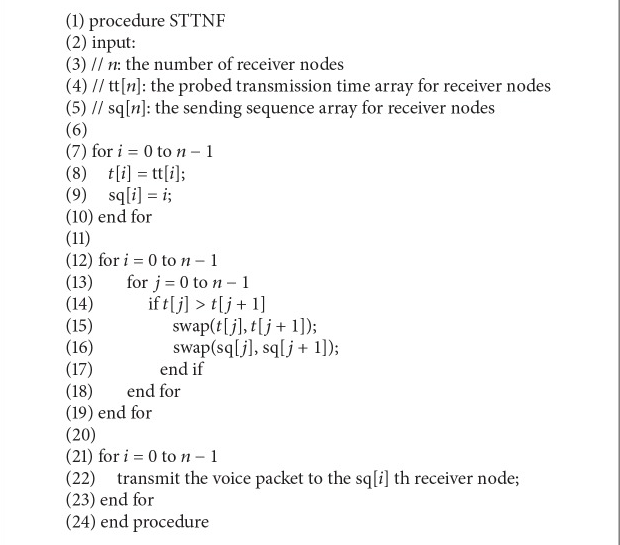 (1) procedure STTNF
(2) input:
(3) // n: the number of receiver nodes
(4) // tt[n]: the probed transmission time array for receiver nodes
(5) // sq[n]: the sending sequence array for receiver nodes
(6)
(7) for i = 0 to n − 1
(8) t[i] = tt[i];
(9) sq[i] = i;
(10) end for
(11)
(12) for i = 0 to n − 1
(13) for j = 0 to n − 1
(14) if t[j] > t[j + 1]
(15) swap(t[j], t[j + 1]);
(16) swap(sq[j], sq[j + 1]);
(17) end if
(18) end for
(19) end for
(20)
(21) for i = 0 to n − 1
(22) transmit the voice packet to the sq[i] th receiver node;
(23) end for
(24) end procedure